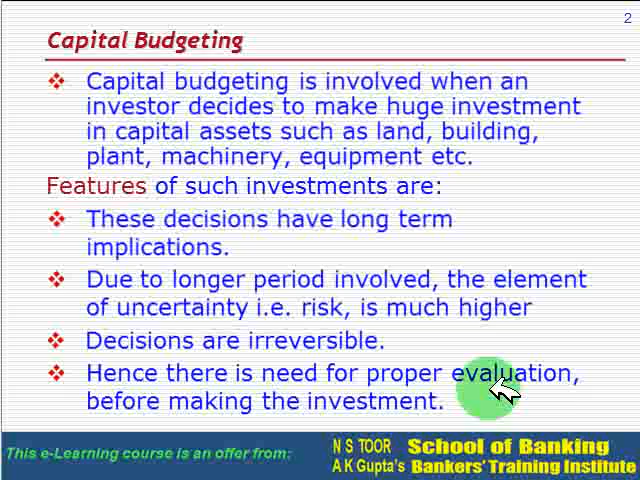 2
Capital Budgeting
Capital budgeting is involved when an
investor decides to make huge investment
in capital assets such as land, building,
plant, machinery, equipment etc.
Features of such investments are:
These decisions have long term
implications.
Due to longer period involved, the element
of uncertainty i.e. risk, is much higher
Decisions are irreversible.
Hence there is need for proper evaluation,
before making the investment.
This e-Learning course is an offer from:
N S TOOR School of Banking
A K Gupta's Bankers' Training Institute